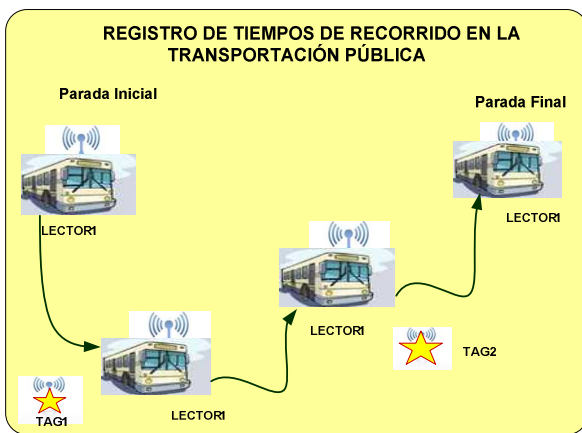 REGISTRO DE TIEMPOS DE RECORRIDO EN LA
TRANSPORTACIÓN PÚBLICA
Parada Inicial
Parada Final
LECTOR1
LECTOR1
LECTOR1
TAG2
TAG1
LECTOR1